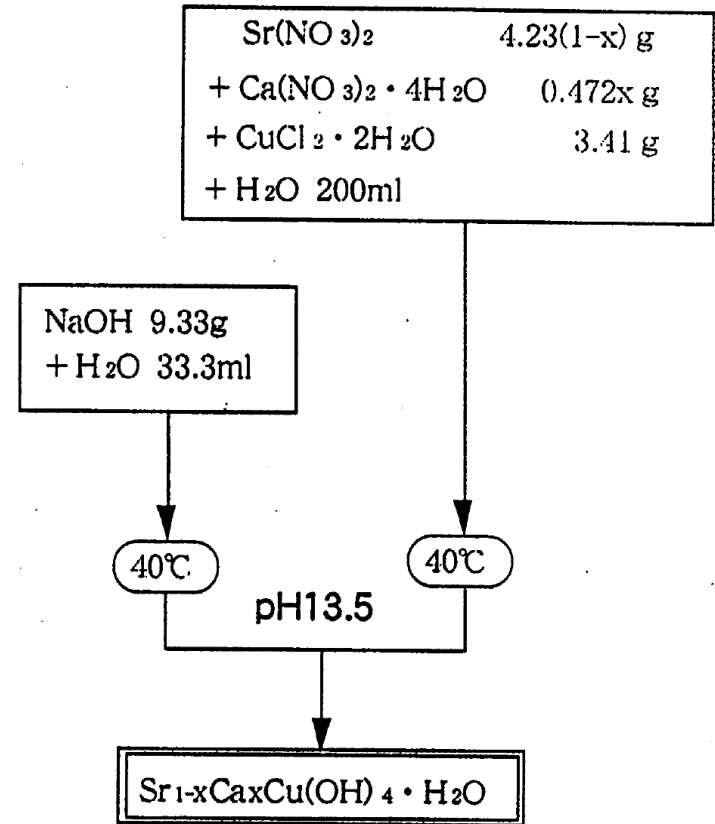 Sr(NO3)2 4.23(1-x) g
+ Ca(NO3)2・4H2O 0.472x g
+ CuCl2・2H2O 3.41 g
+ H2O 200ml
NaOH 9.33g
+ H2O 33.3ml
40℃
40℃
pH13.5
Sr1-xCaxCu(OH)4・H2O